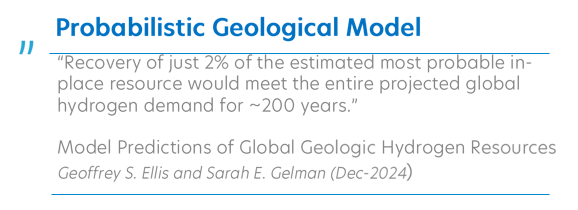 Probabilistic Geological Model
"
"Recovery of just 2% of the estimated most probable in-
place resource would meet the entire projected global
hydrogen demand for ~200 years."
Model Predictions of Global Geologic Hydrogen Resources
Geoffrey S. Ellis and Sarah E. Gelman (Dec-2024)